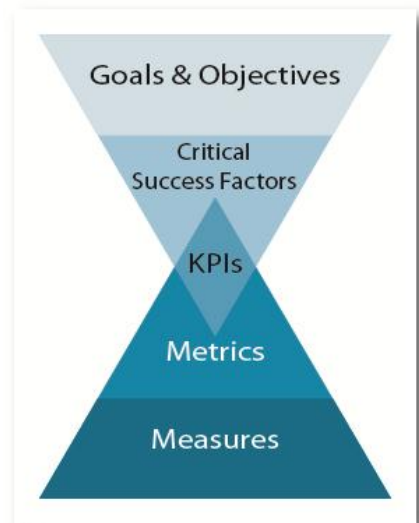 Goals & Objectives
Critical
Success Factors
KPIs
Metrics
Measures